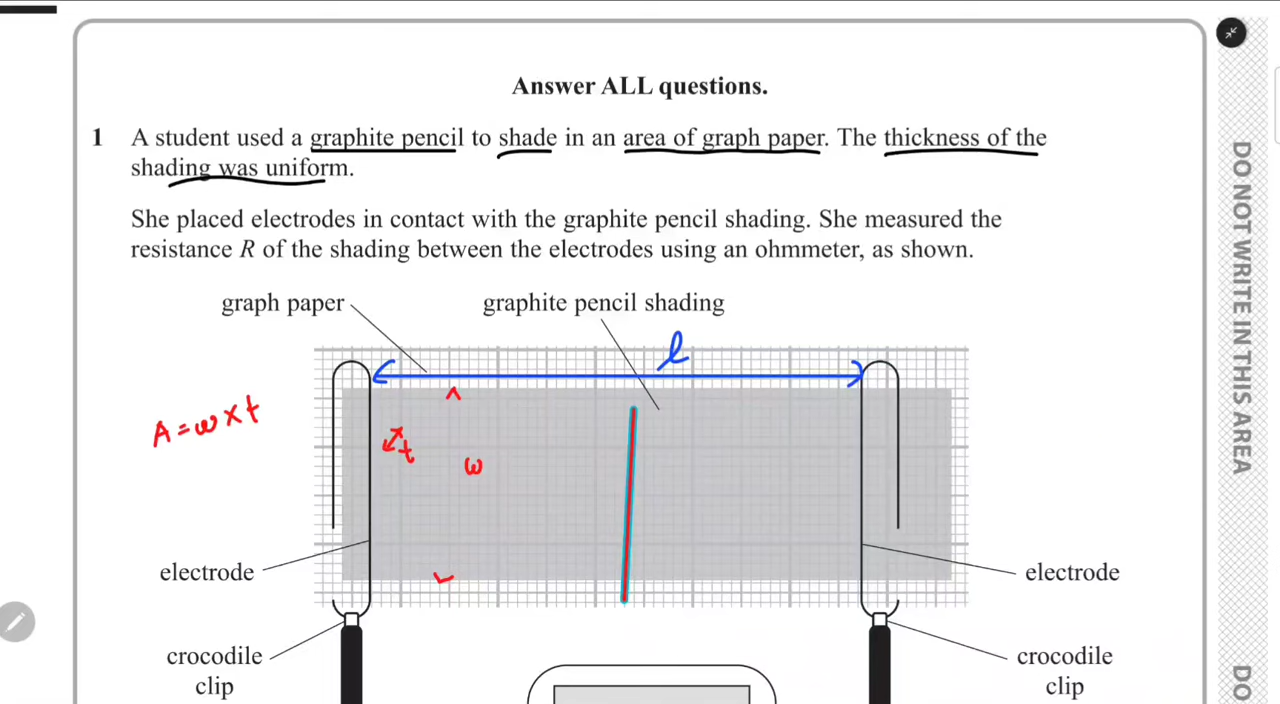 Answer ALL questions.
1 A student used a graphite pencil to shade in an area of graph paper. The thickness of the
shading was uniform.
She placed electrodes in contact with the graphite pencil shading. She measured the
resistance R of the shading between the electrodes using an ohmmeter, as shown.
graph paper
graphite pencil shading
l
A = w x t
t
w
electrode
electrode
crocodile
clip
crocodile
clip
DO NOT WRITE IN THIS AREA
DO